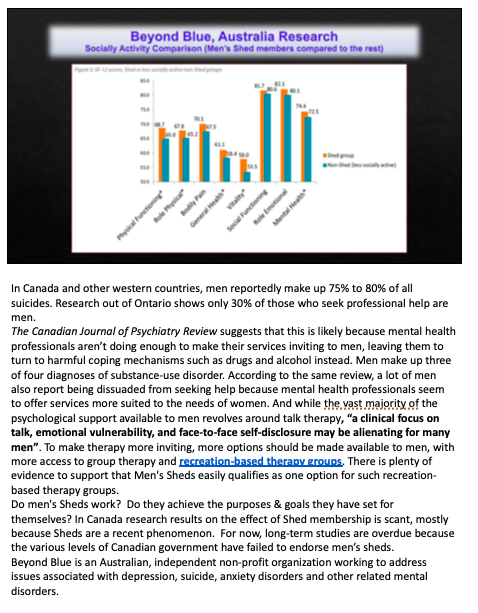 Beyond Blue, Australia Research
Socially Activity Comparison (Men's Shed members compared to the rest)
Figure 3. SF-12 scores, Shed vs less socially active non-Shed groups
85.0
80.0
75.0
70.0
65.0
60.0
55.0
50.0
68.7
65.0
67.8
65.2
70.1
67.5
61.1
58.4
58.0
53.5
81.7
80.6
82.1
80.1
74.4
72.5
Shed group
Non-Shed (less socially active)
Physical Functioning*
Role Physical*
Bodily Pain
General Health*
Vitality*
Social Functioning
Role Emotional
Mental Health*
In Canada and other western countries, men reportedly make up 75% to 80% of all
suicides. Research out of Ontario shows only 30% of those who seek professional help are
men.
The Canadian Journal of Psychiatry Review suggests that this is likely because mental health
professionals aren't doing enough to make their services inviting to men, leaving them to
turn to harmful coping mechanisms such as drugs and alcohol instead. Men make up three
of four diagnoses of substance-use disorder. According to the same review, a lot of men
also report being dissuaded from seeking help because mental health professionals seem
to offer services more suited to the needs of women. And while the vast majority of the
psychological support available to men revolves around talk therapy, "a clinical focus on
talk, emotional vulnerability, and face-to-face self-disclosure may be alienating for many
men". To make therapy more inviting, more options should be made available to men, with
more access to group therapy and recreation-based therapy groups. There is plenty of
evidence to support that Men's Sheds easily qualifies as one option for such recreation-
based therapy groups.
Do men's Sheds work? Do they achieve the purposes & goals they have set for
themselves? In Canada research results on the effect of Shed membership is scant, mostly
because Sheds are a recent phenomenon. For now, long-term studies are overdue because
the various levels of Canadian government have failed to endorse men's sheds.
Beyond Blue is an Australian, independent non-profit organization working to address
issues associated with depression, suicide, anxiety disorders and other related mental
disorders.